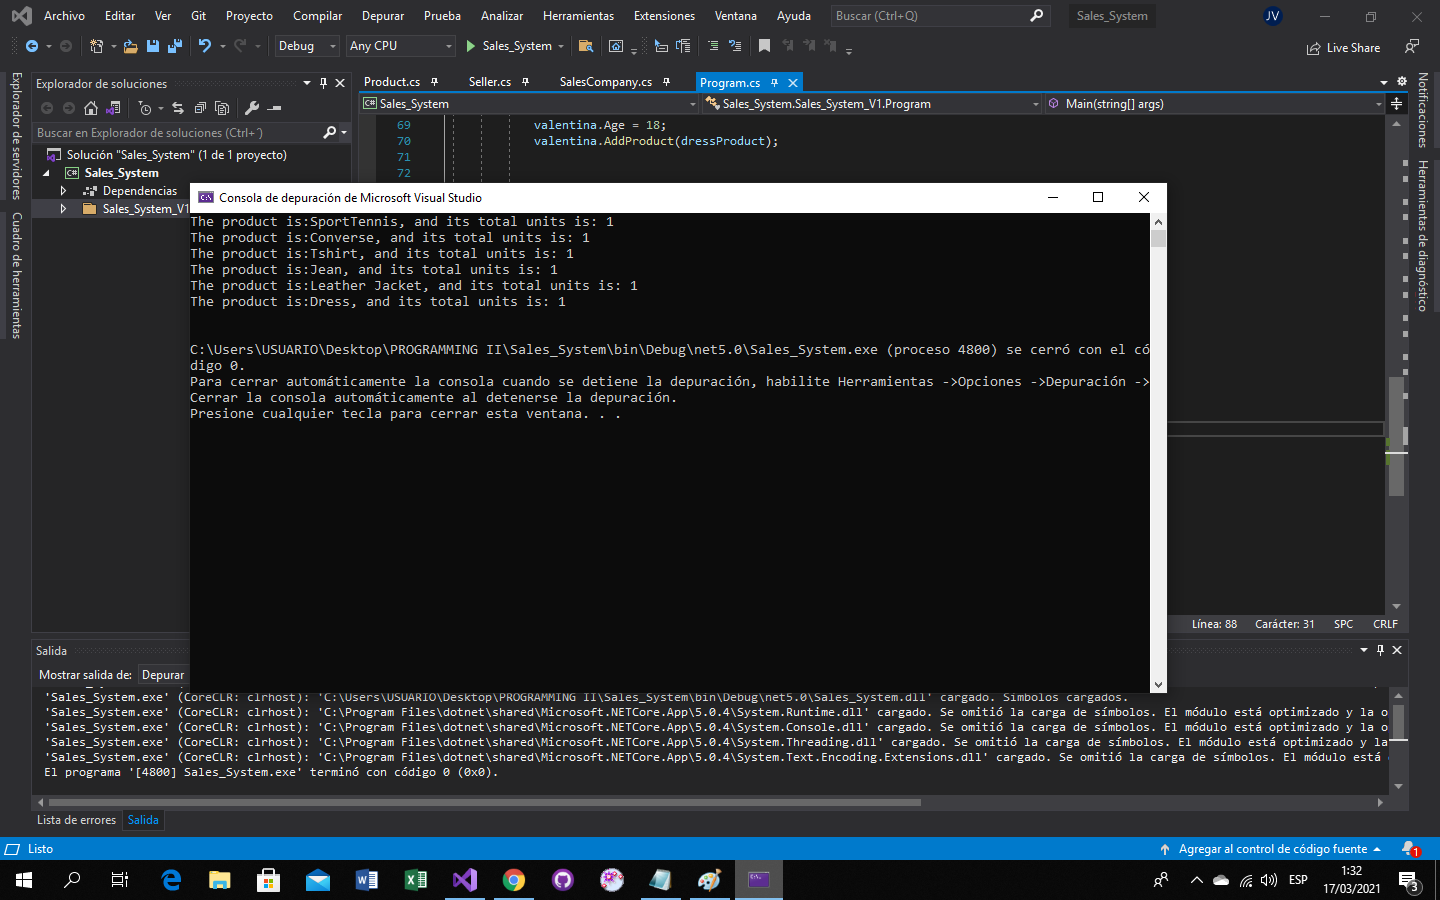 Archivo Editar Ver Git Proyecto Compilar Depurar Prueba Analizar Herramientas Extensiones Ventana Ayuda Buscar (Ctrl+Q) Sales_System JV
Debug Any CPU Sales_System Live Share
Explorador de servidores
Cuadro de herramientas
Explorador de soluciones
Buscar en Explorador de soluciones (Ctrl+´)
Solución "Sales_System" (1 de 1 proyecto)
Sales_System
Dependencias
Sales_System_V1
Product.cs Seller.cs SalesCompany.cs Program.cs
C# Sales_System Sales_System.Sales_System_V1.Program Main(string[] args)
69 valentina.Age = 18;
70 valentina.AddProduct(dressProduct);
71
72
Notificaciones
Herramientas de diagnóstico
Consola de depuración de Microsoft Visual Studio
The product is:SportTennis, and its total units is: 1
The product is:Converse, and its total units is: 1
The product is:Tshirt, and its total units is: 1
The product is:Jean, and its total units is: 1
The product is:Leather Jacket, and its total units is: 1
The product is:Dress, and its total units is: 1
C:\Users\USUARIO\Desktop\PROGRAMMING II\Sales_System\bin\Debug\net5.0\Sales_System.exe (proceso 4800) se cerró con el có
digo 0.
Para cerrar automáticamente la consola cuando se detiene la depuración, habilite Herramientas ->Opciones ->Depuración ->
Cerrar la consola automáticamente al detenerse la depuración.
Presione cualquier tecla para cerrar esta ventana. . .
Línea: 88 Carácter: 31 SPC CRLF
Salida
Mostrar salida de: Depurar
'Sales_System.exe' (CoreCLR: clrhost): 'C:\Users\USUARIO\Desktop\PROGRAMMING II\Sales_System\bin\Debug\net5.0\Sales_System.dll' cargado. Símbolos cargados.
'Sales_System.exe' (CoreCLR: clrhost): 'C:\Program Files\dotnet\shared\Microsoft.NETCore.App\5.0.4\System.Runtime.dll' cargado. Se omitió la carga de símbolos. El módulo está optimizado y la o
'Sales_System.exe' (CoreCLR: clrhost): 'C:\Program Files\dotnet\shared\Microsoft.NETCore.App\5.0.4\System.Console.dll' cargado. Se omitió la carga de símbolos. El módulo está optimizado y la o
'Sales_System.exe' (CoreCLR: clrhost): 'C:\Program Files\dotnet\shared\Microsoft.NETCore.App\5.0.4\System.Threading.dll' cargado. Se omitió la carga de símbolos. El módulo está optimizado y la
'Sales_System.exe' (CoreCLR: clrhost): 'C:\Program Files\dotnet\shared\Microsoft.NETCore.App\5.0.4\System.Text.Encoding.Extensions.dll' cargado. Se omitió la carga de símbolos. El módulo está
El programa '[4800] Sales_System.exe' terminó con código 0 (0x0).
Lista de errores Salida
Listo Agregar al control de código fuente 1
ESP 1:32
17/03/2021 3